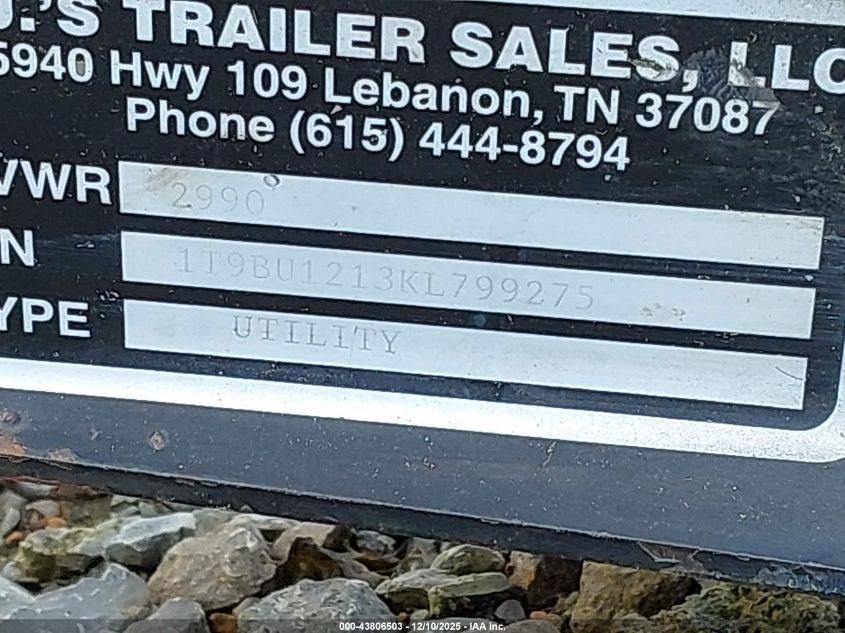 J.'S TRAILER SALES, LLC
5940 Hwy 109 Lebanon, TN 37087
Phone (615) 444-8794
VWR 2990
N 1T9BU1213KL799275
YPE UTILITY
000-43806503 - 12/10/2025 - IAA Inc.